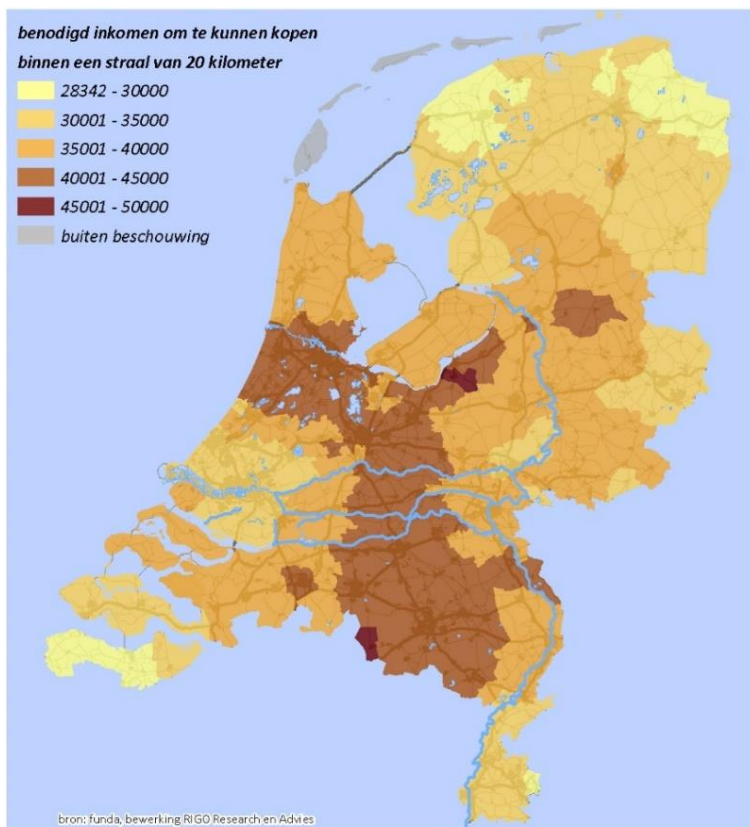 benodigd inkomen om te kunnen kopen
binnen een straal van 20 kilometer
28342 - 30000
30001 - 35000
35001 - 40000
40001 - 45000
45001 - 50000
buiten beschouwing
bron: funda, bewerking RIGO Research en Advies